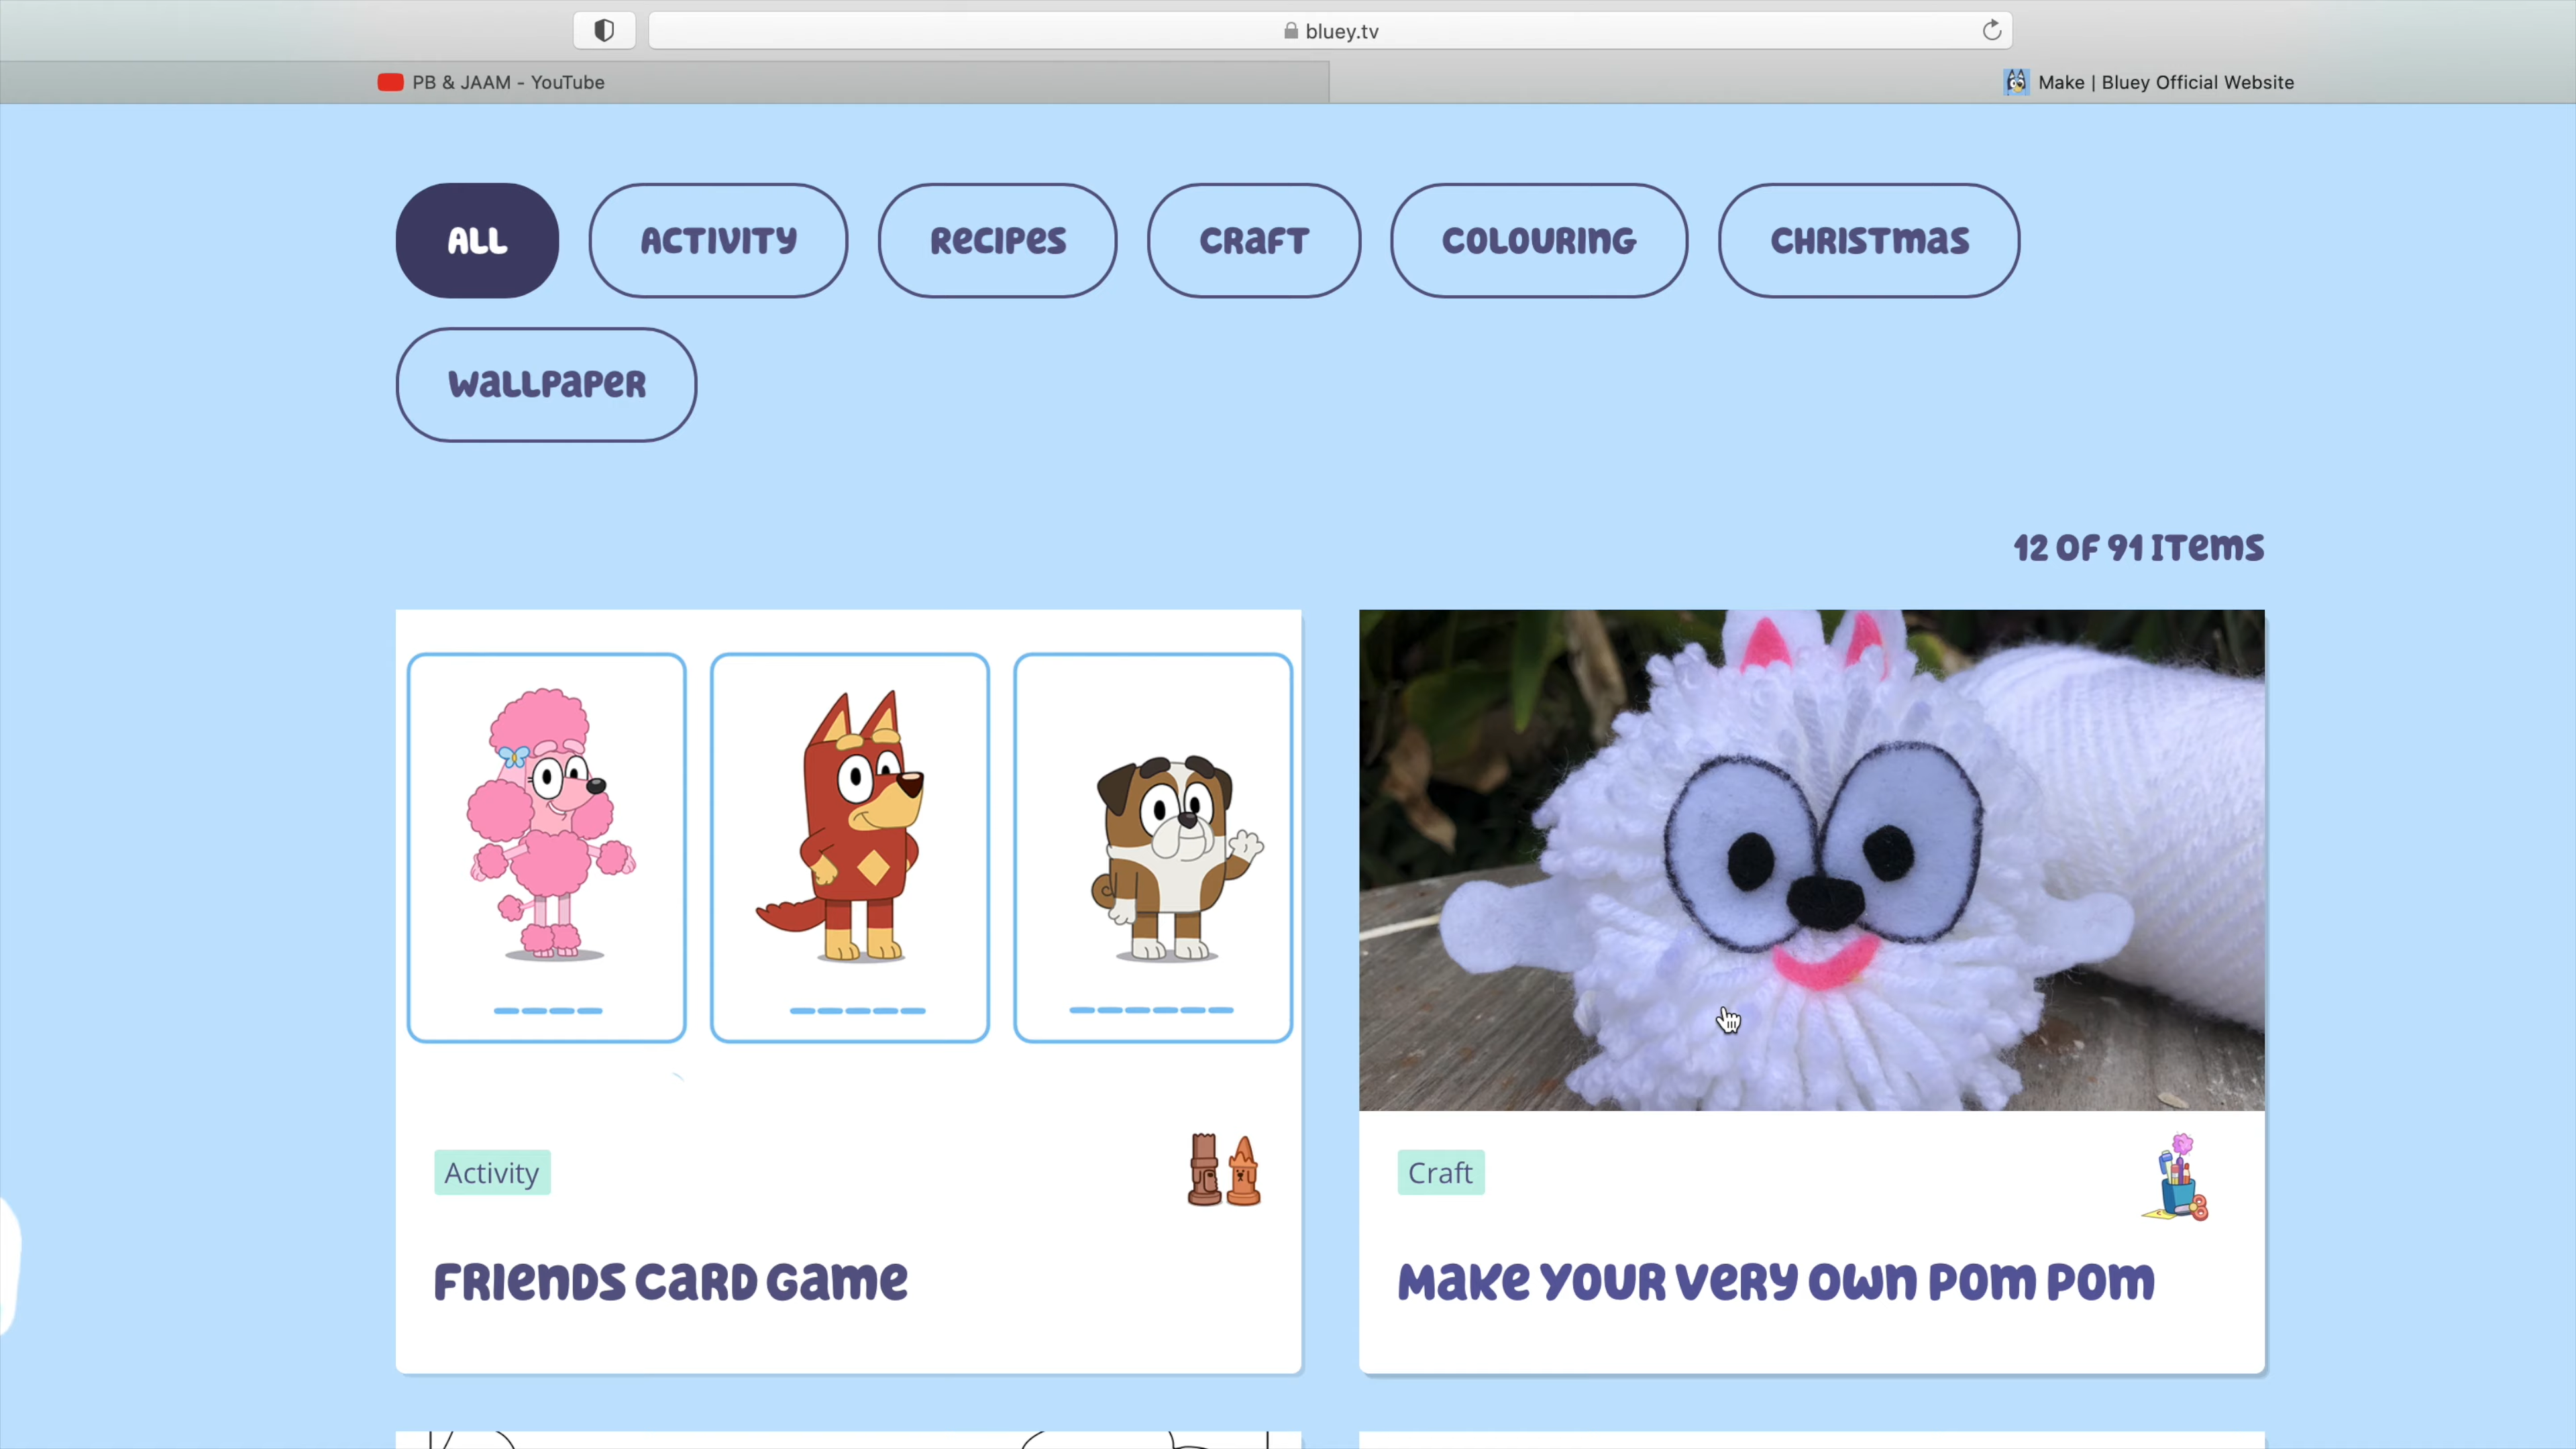 bluey.tv
PB & JAAM - YouTube
Make | Bluey Official Website
ALL
ACTIVITY
RECIPES
CRAFT
COLOURING
CHRISTMAS
WALLPAPER
12 OF 91 ITEMS
Activity
FRIENDS CARD GAME
Craft
MAKE YOUR VERY OWN POM POM